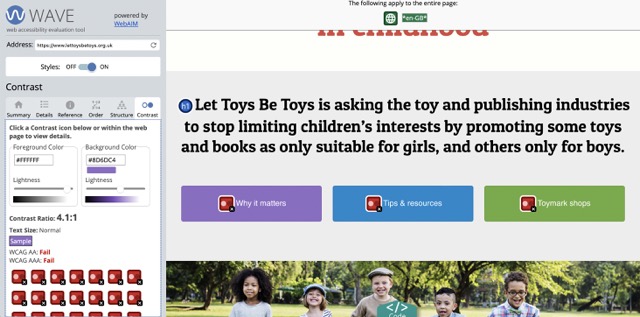 WAVE
web accessibility evaluation tool
powered by
WebAIM
Address: https://www.lettoysbetoys.org.uk
Styles: OFF ON
Contrast
Summary Details Reference Order Structure Contrast
Click a Contrast icon below or within the web
page to view details.
Foreground Color
#FFFFFF
Lightness
Background Color
#8D6DC4
Lightness
Contrast Ratio: 4.1:1
Text Size: Normal
Sample
WCAG AA: Fail
WCAG AAA: Fail
The following apply to the entire page:
*en-GB*
in childhood
h1 Let Toys Be Toys is asking the toy and publishing industries
to stop limiting children's interests by promoting some toys
and books as only suitable for girls, and others only for boys.
Why it matters
Tips & resources
Toymark shops
</> Code